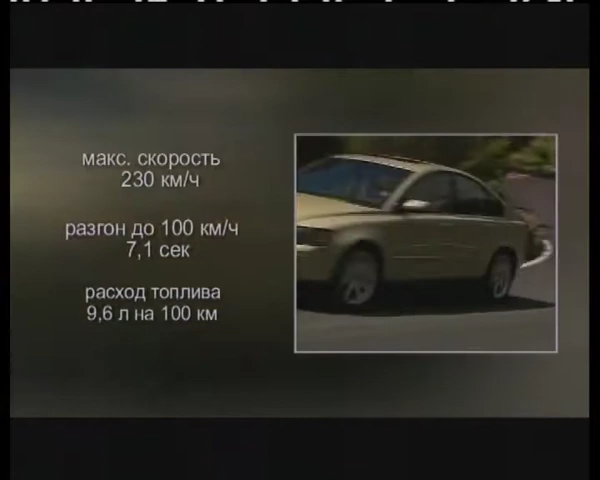 макс. скорость
230 км/ч
разгон до 100 км/ч
7,1 сек
расход топлива
9,6 л на 100 км